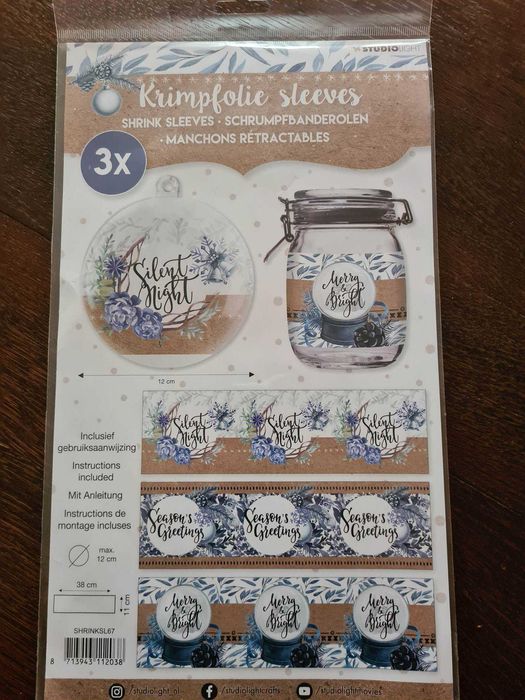 STUDIOLIGHT
Krimpfolie sleeves
SHRINK SLEEVES • SCHRUMPFBANDEROLEN
• MANCHONS RÉTRACTABLES
3x
Silent
Night
Merry
&
Bright
12 cm
Inclusief
gebruiksaanwijzing
Instructions
included
Mit Anleitung
Instructions de
montage incluses
max.
12 cm
38 cm
11 cm
SHRINKSL67
8 713943 112038
Silent Night
Silent Night
Silent Night
Season's Greetings
Season's Greetings
Season's Greetings
Merry & Bright
Merry & Bright
Merry & Bright
/studiolight_nl
/studiolightcrafts
/studiolightmovies